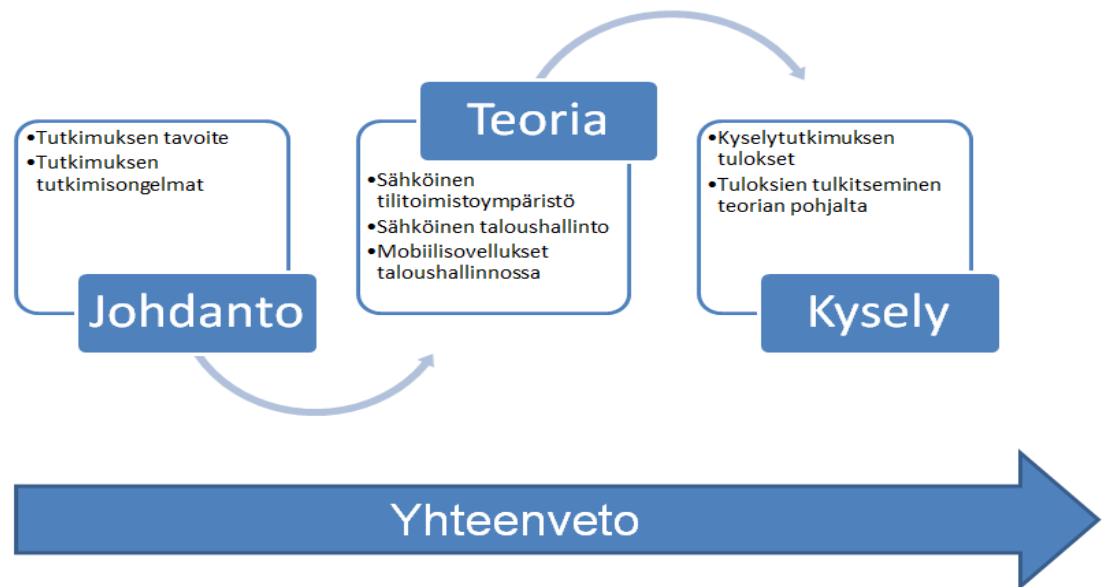 •Tutkimuksen tavoite
•Tutkimuksen
tutkimisongelmat
Johdanto
Teoria
•Sähköinen
tilitoimistoympäristö
•Sähköinen taloushallinto
•Mobiilisovellukset
taloushallinnossa
•Kyselytutkimuksen
tulokset
•Tuloksien tulkitseminen
teorian pohjalta
Kysely
Yhteenveto